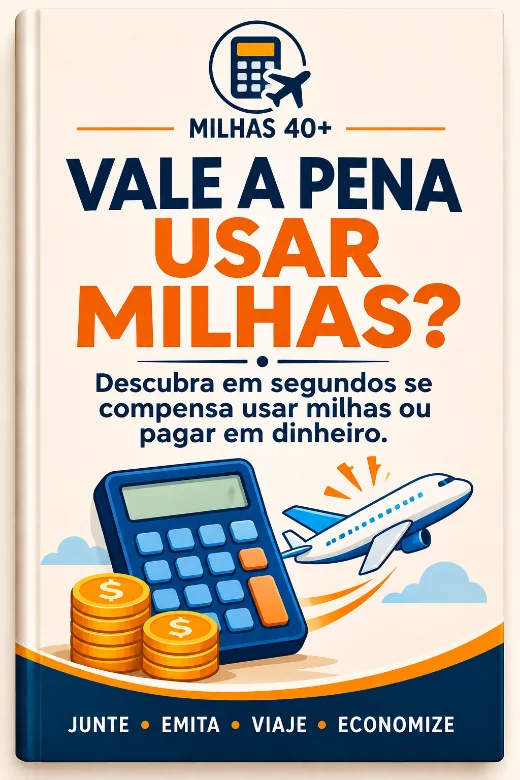 MILHAS 40+
VALE A PENA
USAR
MILHAS?
Descubra em segundos se
compensa usar milhas ou
pagar em dinheiro.
$
$
JUNTE • EMITA • VIAJE • ECONOMIZE